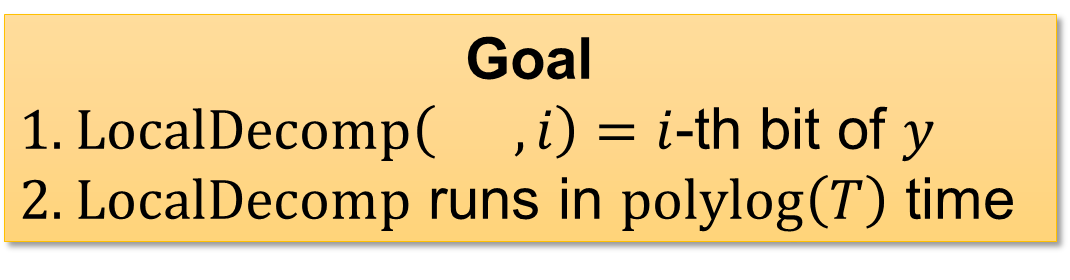 Goal
1. LocalDecomp( , i) = i-th bit of y
2. LocalDecomp runs in polylog(T) time